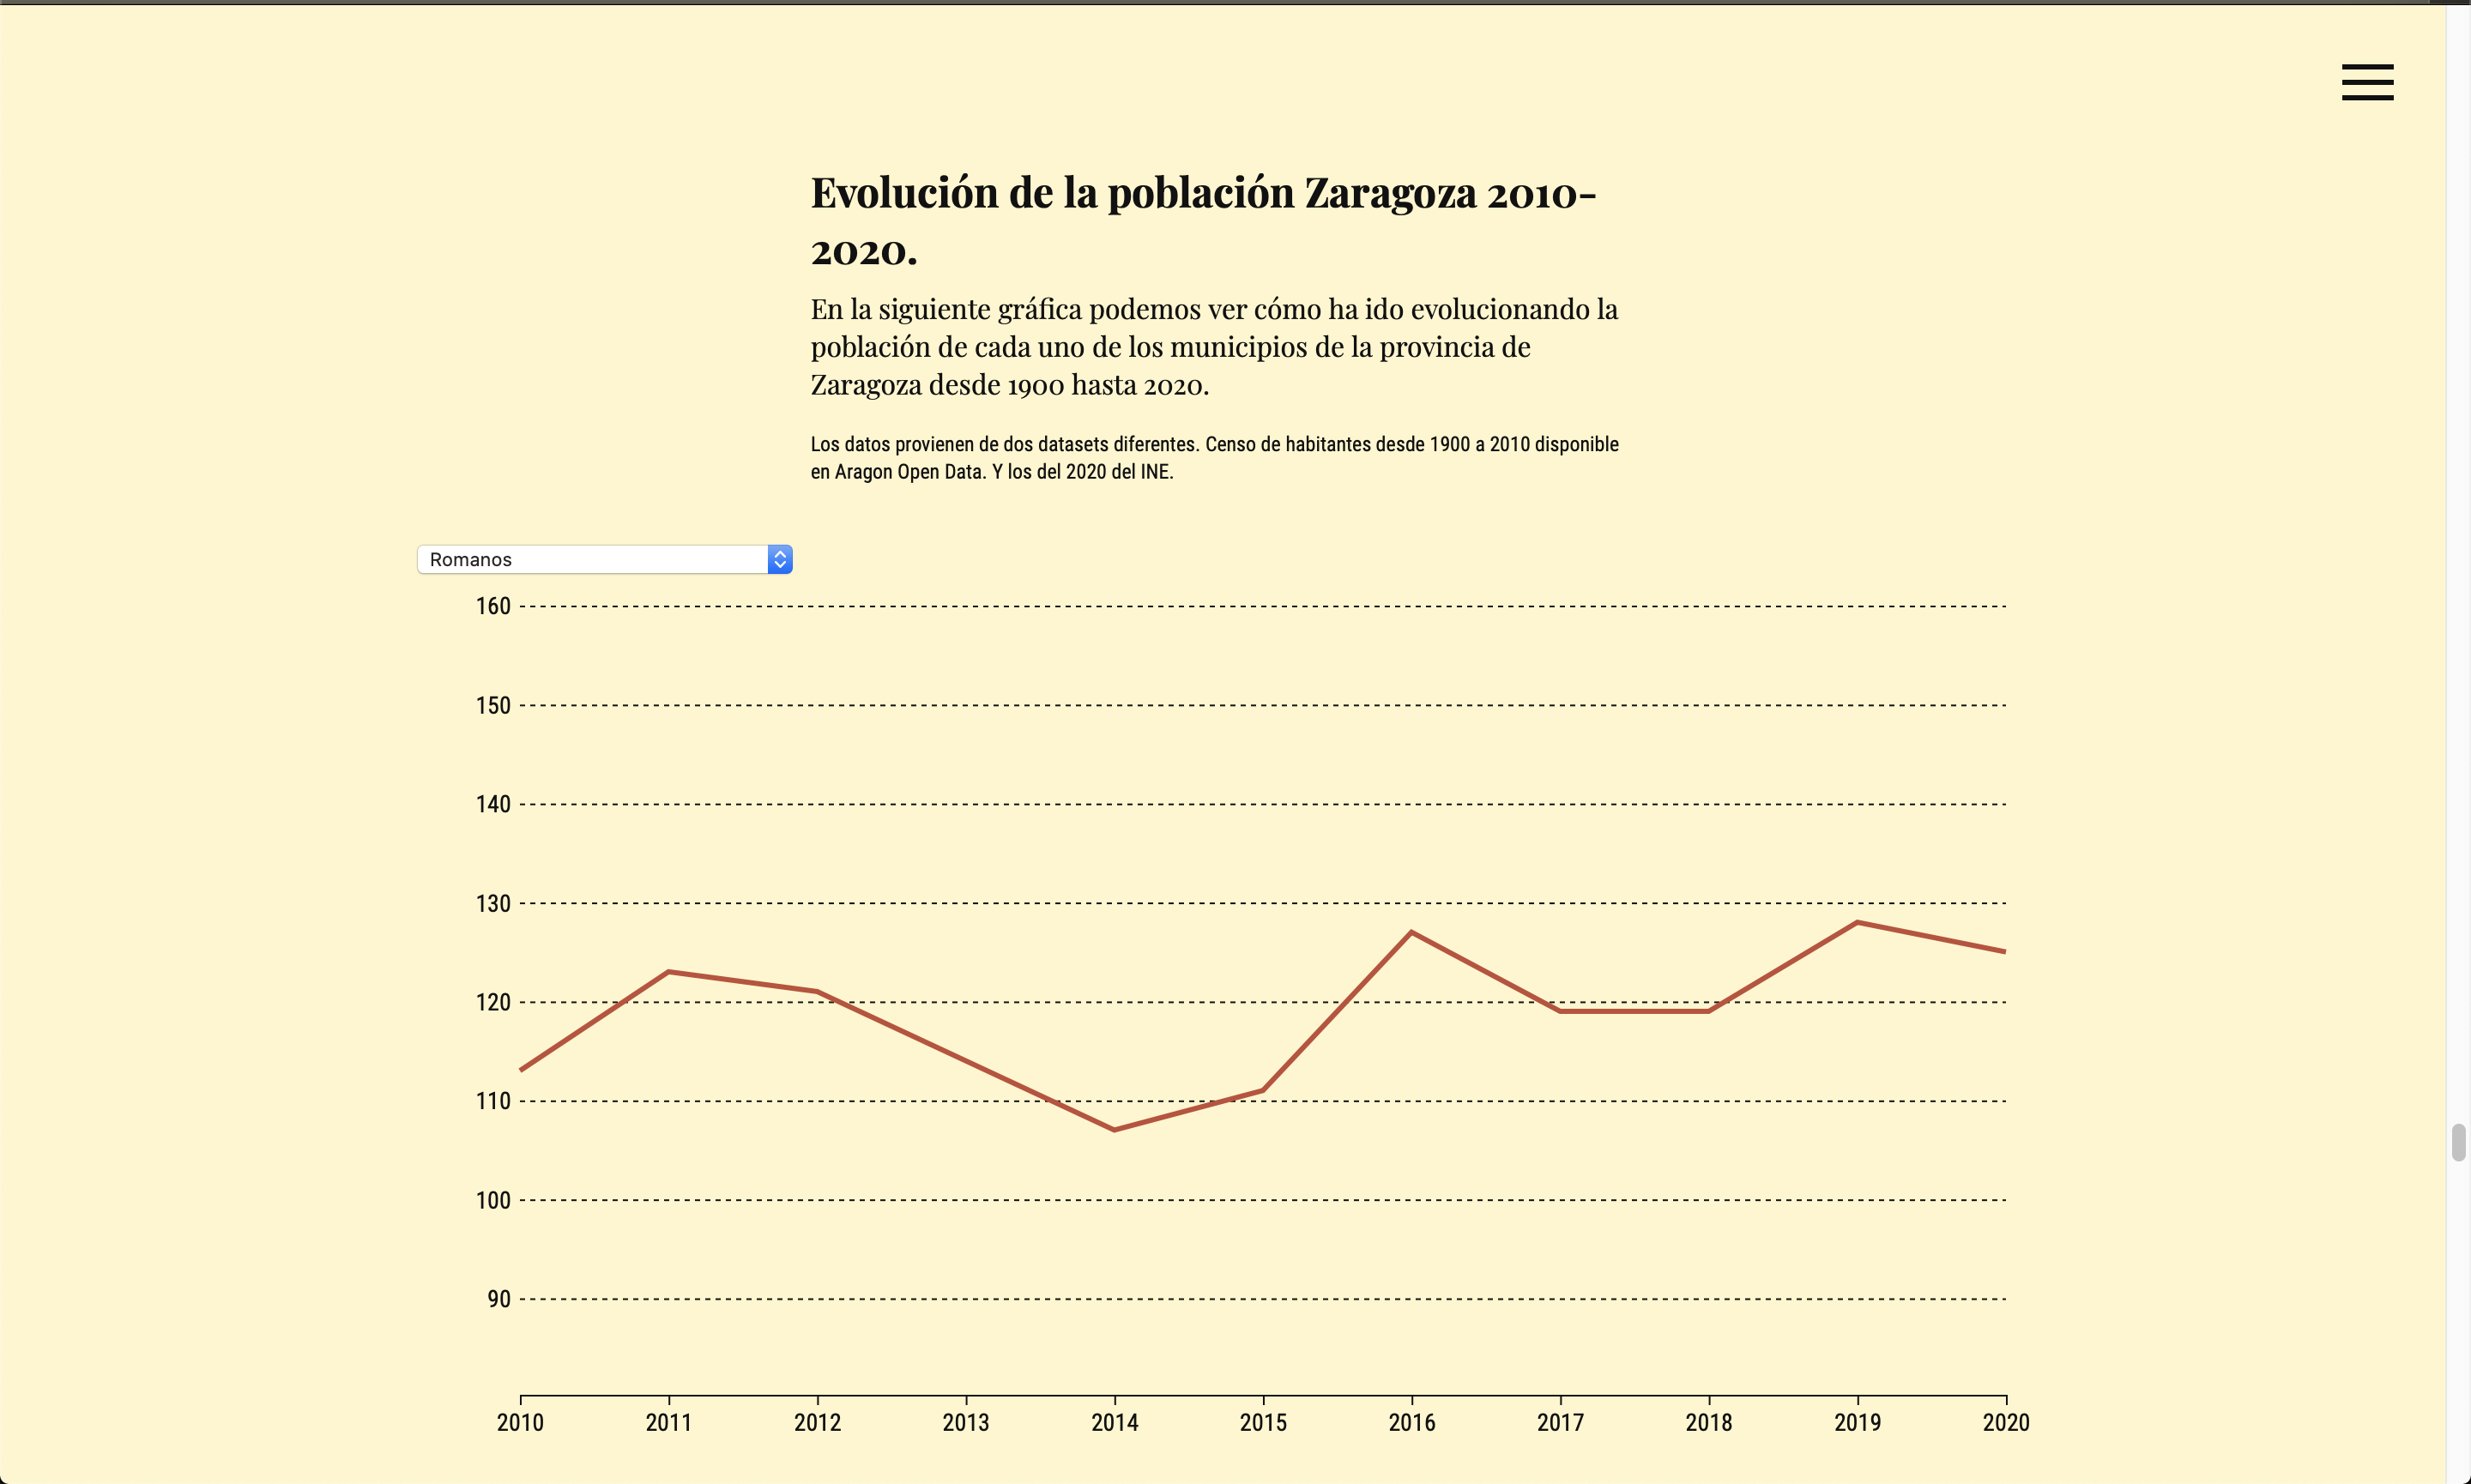 Evolución de la población Zaragoza 2010-
2020.
En la siguiente gráfica podemos ver cómo ha ido evolucionando la
población de cada uno de los municipios de la provincia de
Zaragoza desde 1900 hasta 2020.
Los datos provienen de dos datasets diferentes. Censo de habitantes desde 1900 a 2010 disponible
en Aragon Open Data. Y los del 2020 del INE.
Romanos
160
150
140
130
120
110
100
90
2010 2011 2012 2013 2014 2015 2016 2017 2018 2019 2020